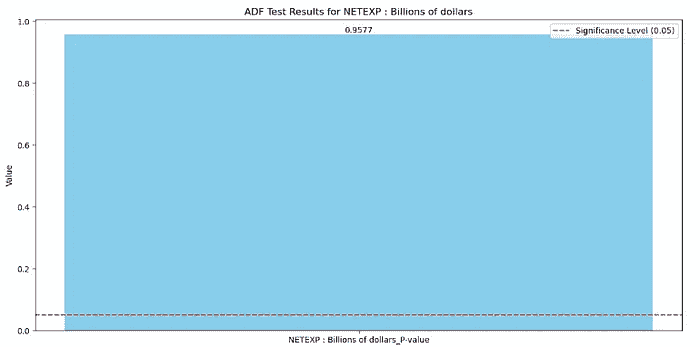 ADF Test Results for NETEXP : Billions of dollars
0.9577
Significance Level (0.05)
1.0
0.8
0.6
0.4
0.2
0.0
Value
NETEXP : Billions of dollars_P-value